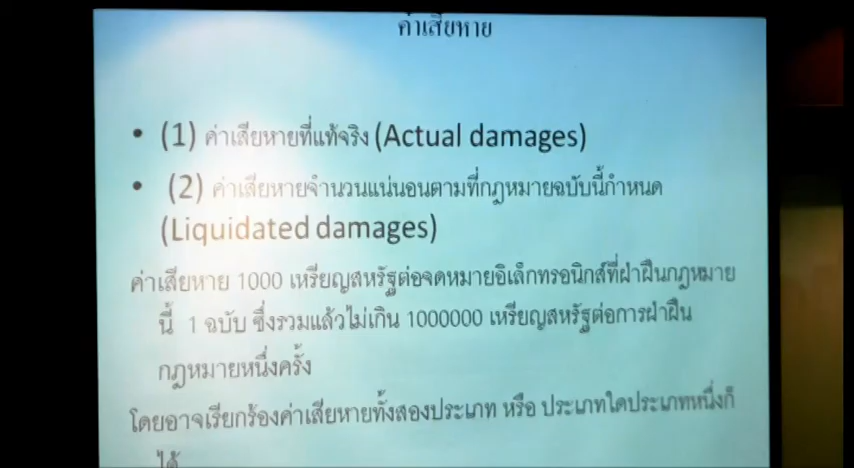 ค่าเสียหาย
• (1) ค่าเสียหายที่แท้จริง (Actual damages)
• (2) ค่าเสียหายจำนวนแน่นอนตามที่กฎหมายฉบับนี้กำหนด
(Liquidated damages)
ค่าเสียหาย 1000 เหรียญสหรัฐต่อจดหมายอิเล็กทรอนิกส์ที่ฝ่าฝืนกฎหมาย
นี้ 1 ฉบับ ซึ่งรวมแล้วไม่เกิน 1000000 เหรียญสหรัฐต่อการฝ่าฝืน
กฎหมายหนึ่งครั้ง
โดยอาจเรียกร้องค่าเสียหายทั้งสองประเภท หรือ ประเภทใดประเภทหนึ่งก็
ได้